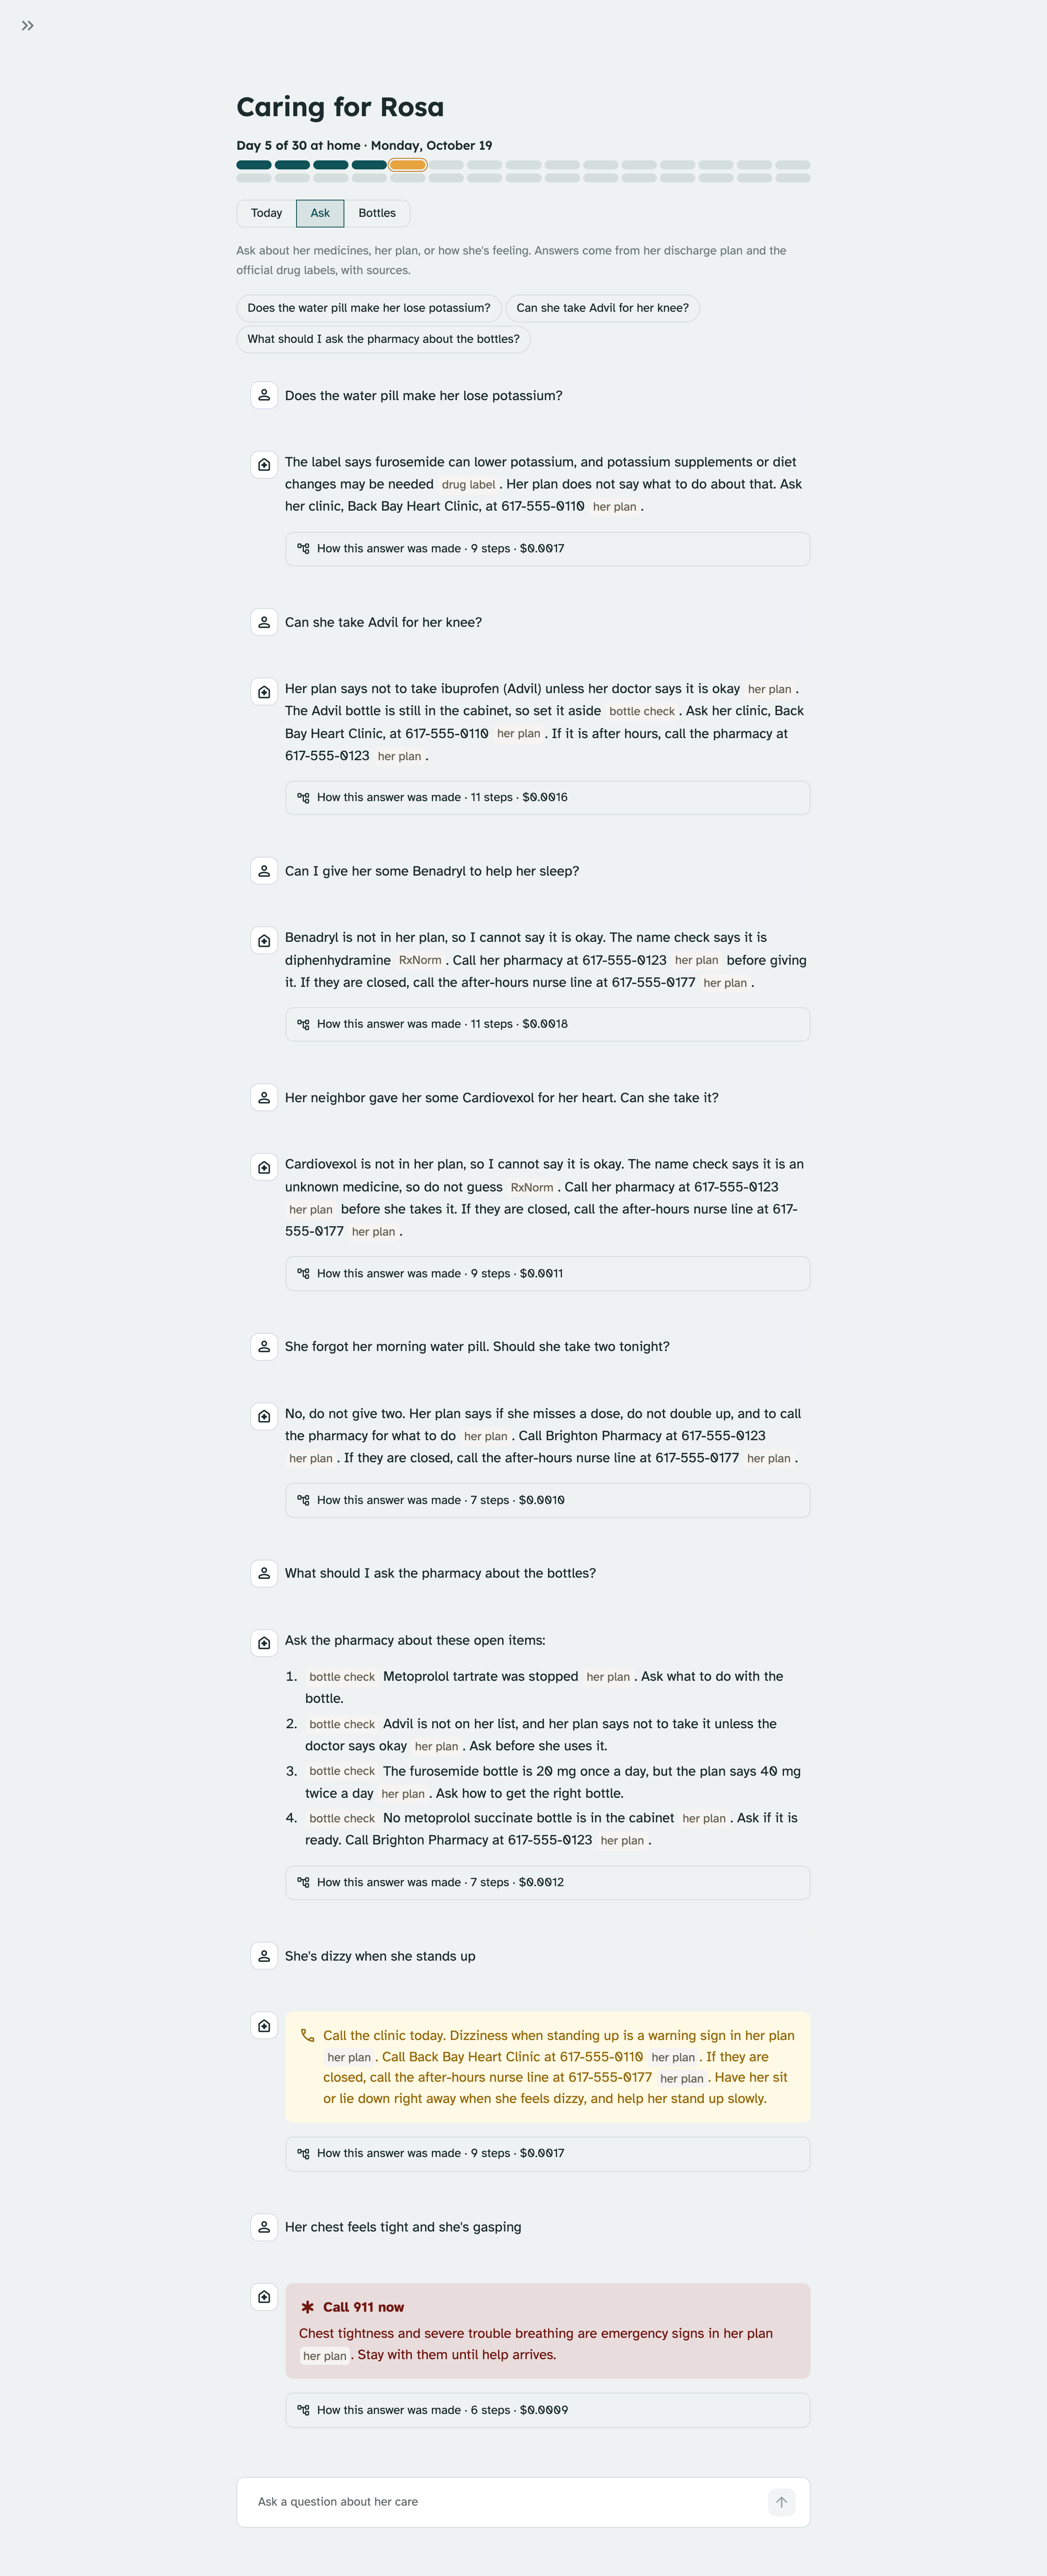 Caring for Rosa
Day 5 of 30 at home · Monday, October 19
Today Ask Bottles
Ask about her medicines, her plan, or how she's feeling. Answers come from her discharge plan and the
official drug labels, with sources.
Does the water pill make her lose potassium? Can she take Advil for her knee?
What should I ask the pharmacy about the bottles?
Does the water pill make her lose potassium?
The label says furosemide can lower potassium, and potassium supplements or diet
changes may be needed drug label . Her plan does not say what to do about that. Ask
her clinic, Back Bay Heart Clinic, at 617-555-0110 her plan .
How this answer was made · 9 steps · $0.0017
Can she take Advil for her knee?
Her plan says not to take ibuprofen (Advil) unless her doctor says it is okay her plan .
The Advil bottle is still in the cabinet, so set it aside bottle check . Ask her clinic, Back
Bay Heart Clinic, at 617-555-0110 her plan . If it is after hours, call the pharmacy at
617-555-0123 her plan .
How this answer was made · 11 steps · $0.0016
Can I give her some Benadryl to help her sleep?
Benadryl is not in her plan, so I cannot say it is okay. The name check says it is
diphenhydramine RxNorm . Call her pharmacy at 617-555-0123 her plan before giving
it. If they are closed, call the after-hours nurse line at 617-555-0177 her plan .
How this answer was made · 11 steps · $0.0018
Her neighbor gave her some Cardiovexol for her heart. Can she take it?
Cardiovexol is not in her plan, so I cannot say it is okay. The name check says it is an
unknown medicine, so do not guess RxNorm . Call her pharmacy at 617-555-0123
her plan before she takes it. If they are closed, call the after-hours nurse line at 617-
555-0177 her plan .
How this answer was made · 9 steps · $0.0011
She forgot her morning water pill. Should she take two tonight?
No, do not give two. Her plan says if she misses a dose, do not double up, and to call
the pharmacy for what to do her plan . Call Brighton Pharmacy at 617-555-0123
her plan . If they are closed, call the after-hours nurse line at 617-555-0177 her plan .
How this answer was made · 7 steps · $0.0010
What should I ask the pharmacy about the bottles?
Ask the pharmacy about these open items:
1. bottle check Metoprolol tartrate was stopped her plan . Ask what to do with the
bottle.
2. bottle check Advil is not on her list, and her plan says not to take it unless the
doctor says okay her plan . Ask before she uses it.
3. bottle check The furosemide bottle is 20 mg once a day, but the plan says 40 mg
twice a day her plan . Ask how to get the right bottle.
4. bottle check No metoprolol succinate bottle is in the cabinet her plan . Ask if it is
ready. Call Brighton Pharmacy at 617-555-0123 her plan .
How this answer was made · 7 steps · $0.0012
She's dizzy when she stands up
Call the clinic today. Dizziness when standing up is a warning sign in her plan
her plan . Call Back Bay Heart Clinic at 617-555-0110 her plan . If they are
closed, call the after-hours nurse line at 617-555-0177 her plan . Have her sit
or lie down right away when she feels dizzy, and help her stand up slowly.
How this answer was made · 9 steps · $0.0017
Her chest feels tight and she's gasping
Call 911 now
Chest tightness and severe trouble breathing are emergency signs in her plan
her plan . Stay with them until help arrives.
How this answer was made · 6 steps · $0.0009
Ask a question about her care